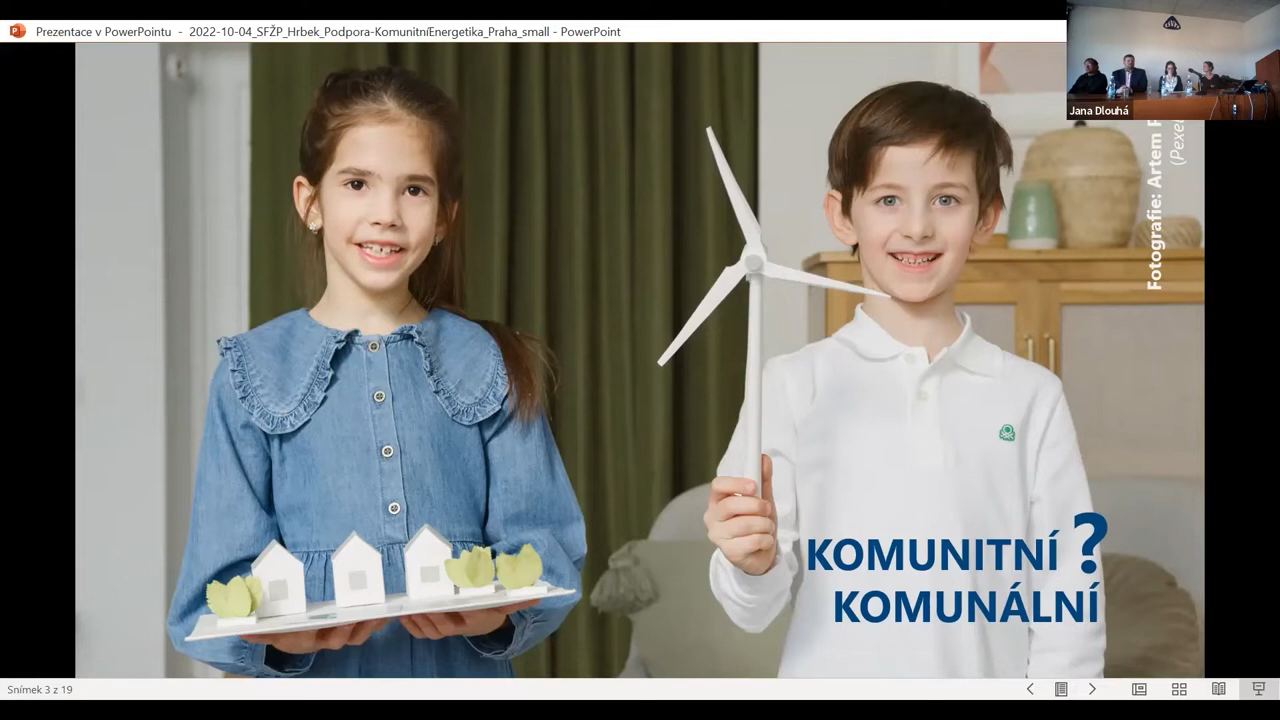 Prezentace v PowerPointu - 2022-10-04_SFŽP_Hrbek_Podpora-KomunitníEnergetika_Praha_small - PowerPoint
Jana Dlouhá
Fotografie: Artem
KOMUNITNÍ ?
KOMUNÁLNÍ
Snímek 3 z 19